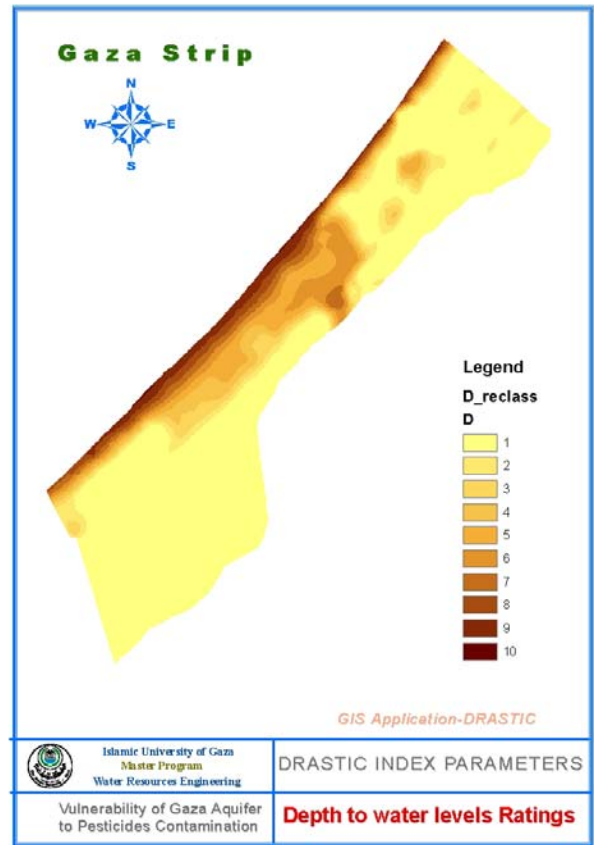 Gaza Strip
N
W E
S
Legend
D_reclass
D
1
2
3
4
5
6
7
8
9
10
GIS Application-DRASTIC
Islamic University of Gaza
Master Program
Water Resources Engineering
DRASTIC INDEX PARAMETERS
Vulnerability of Gaza Aquifer
to Pesticides Contamination
Depth to water levels Ratings